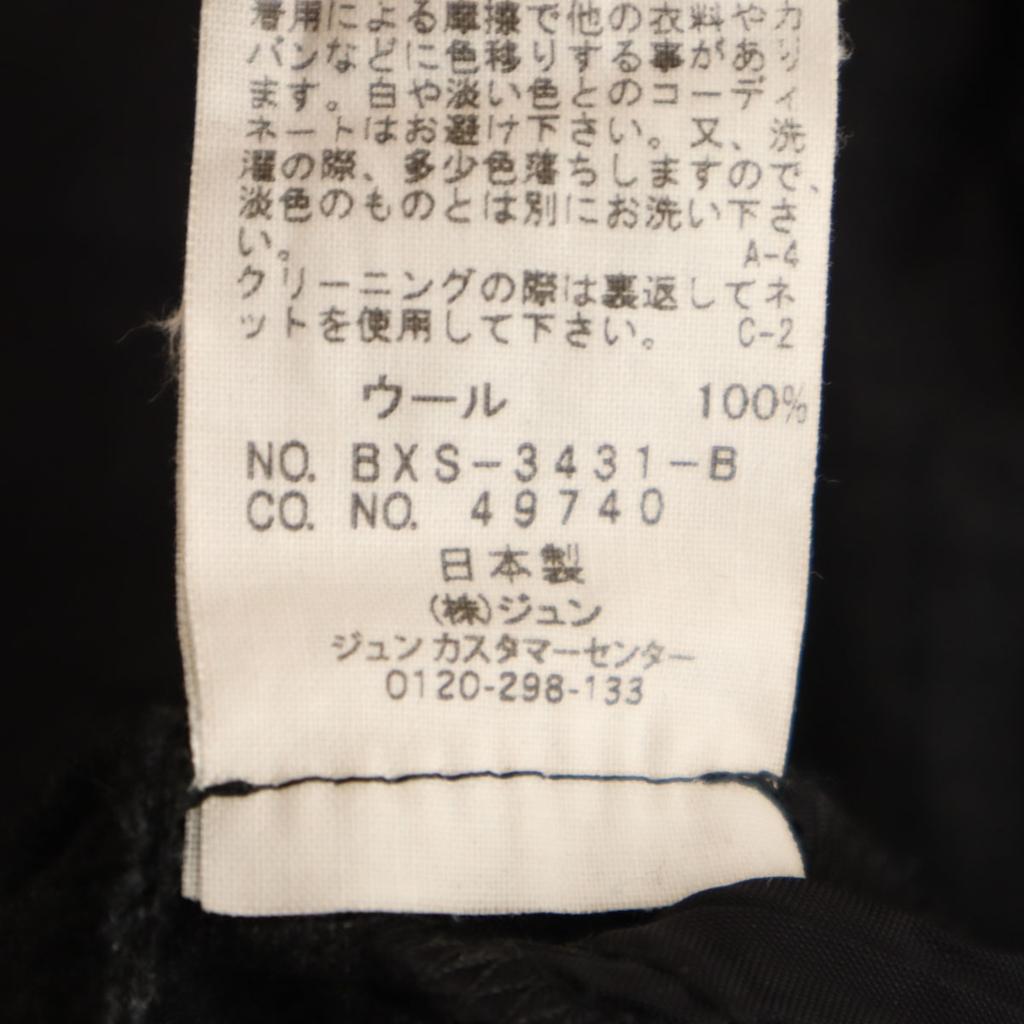 着用による摩擦で他の衣料やカ
バンなどに色移りする事があり
ます。白や淡い色とのコーディ
ネートはお避け下さい。又、洗
濯の際、多少色落ちしますので、
淡色のものとは別にお洗い下さ
い。 A-4
クリーニングの際は裏返してネ
ットを使用して下さい。 C-2
ウール 100%
NO. BXS-3431-B
CO. NO. 49740
日本製
(株)ジュン
ジュン カスタマーセンター
0120-298-133